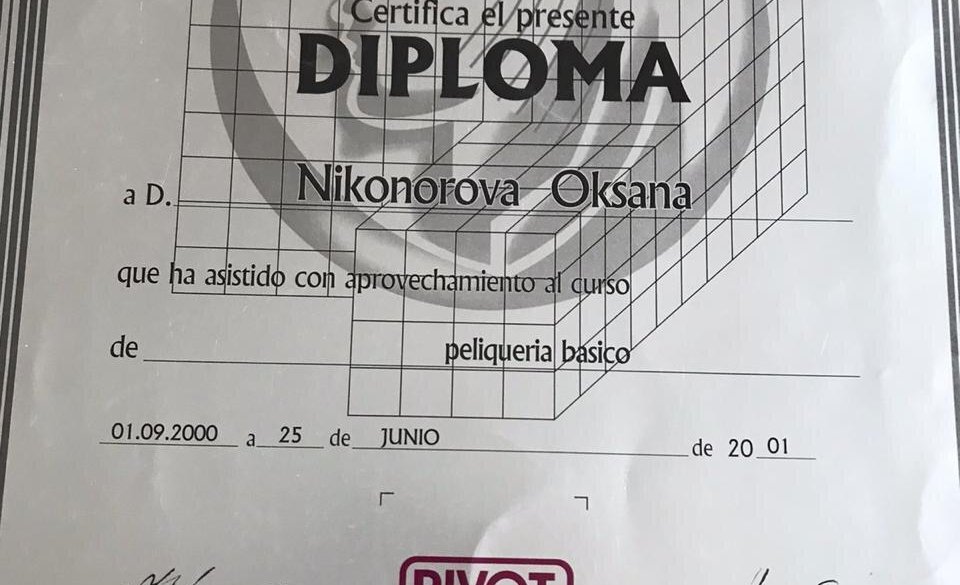 Certifica el presente
DIPLOMA
a D. Nikonorova Oksana
que ha asistido con aprovechamiento al curso
de peliqueria basico
01.09.2000 a 25 de JUNIO de 20 01
PIVOT